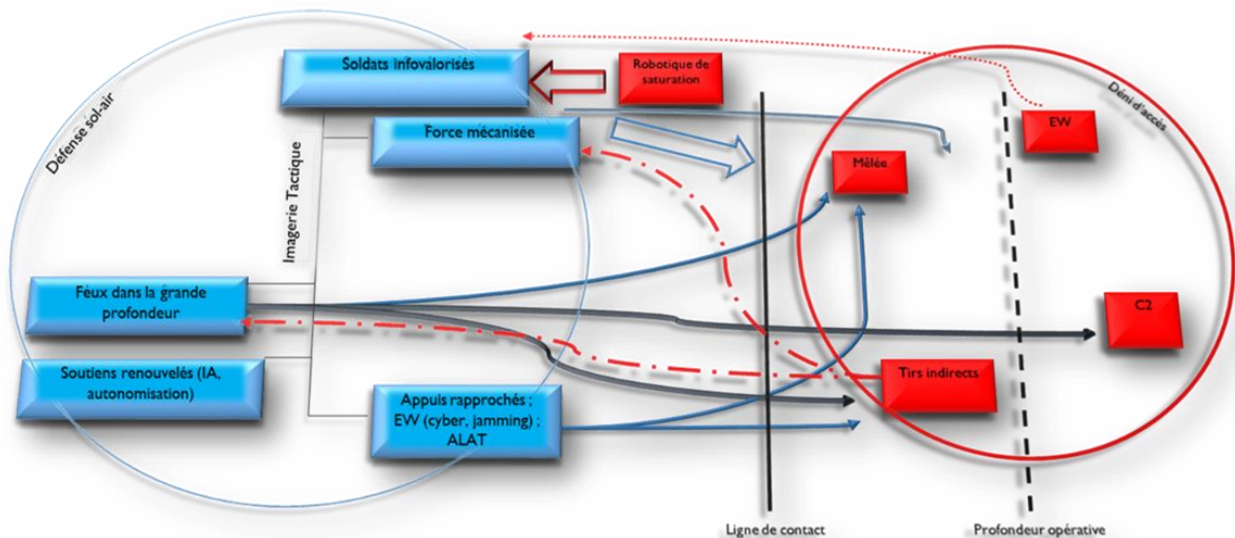 Défense sol-air
Soldats infovalorisés
Robotique de
saturation
Déni d'accès
EW
Force mécanisée
Mêlée
Imagerie Tactique
Feux dans la grande
profondeur
C2
Soutiens renouvelés (IA,
autonomisation)
Tirs indirects
Appuis rapprochés ;
EW (cyber, jamming) ;
ALAT
Ligne de contact
Profondeur opérative